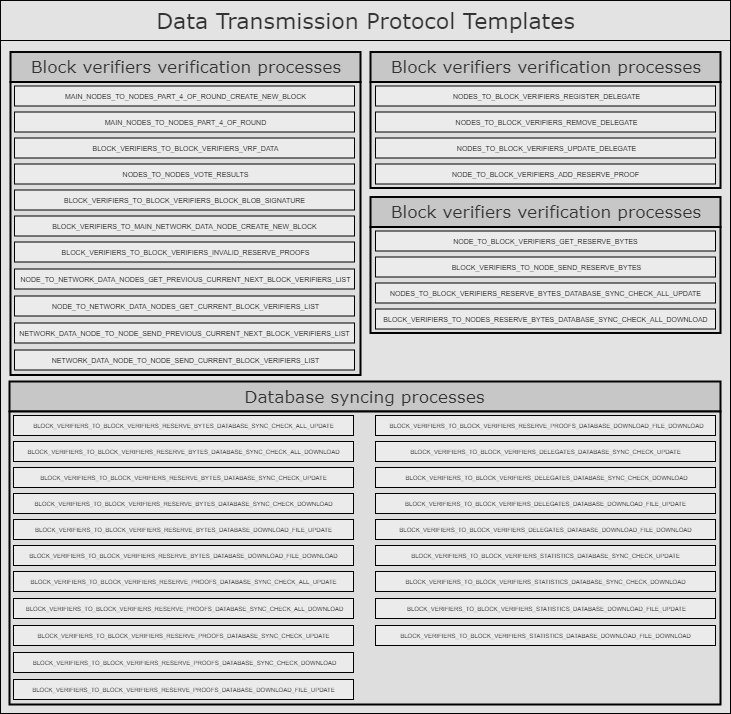 Data Transmission Protocol Templates
Block verifiers verification processes
MAIN_NODES_TO_NODES_PART_4_OF_ROUND_CREATE_NEW_BLOCK
MAIN_NODES_TO_NODES_PART_4_OF_ROUND
BLOCK_VERIFIERS_TO_BLOCK_VERIFIERS_VRF_DATA
NODES_TO_NODES_VOTE_RESULTS
BLOCK_VERIFIERS_TO_BLOCK_VERIFIERS_BLOCK_BLOB_SIGNATURE
BLOCK_VERIFIERS_TO_MAIN_NETWORK_DATA_NODE_CREATE_NEW_BLOCK
BLOCK_VERIFIERS_TO_BLOCK_VERIFIERS_INVALID_RESERVE_PROOFS
NODE_TO_NETWORK_DATA_NODES_GET_PREVIOUS_CURRENT_NEXT_BLOCK_VERIFIERS_LIST
NODE_TO_NETWORK_DATA_NODES_GET_CURRENT_BLOCK_VERIFIERS_LIST
NETWORK_DATA_NODE_TO_NODE_SEND_PREVIOUS_CURRENT_NEXT_BLOCK_VERIFIERS_LIST
NETWORK_DATA_NODE_TO_NODE_SEND_CURRENT_BLOCK_VERIFIERS_LIST
Block verifiers verification processes
NODES_TO_BLOCK_VERIFIERS_REGISTER_DELEGATE
NODES_TO_BLOCK_VERIFIERS_REMOVE_DELEGATE
NODES_TO_BLOCK_VERIFIERS_UPDATE_DELEGATE
NODE_TO_BLOCK_VERIFIERS_ADD_RESERVE_PROOF
Block verifiers verification processes
NODE_TO_BLOCK_VERIFIERS_GET_RESERVE_BYTES
BLOCK_VERIFIERS_TO_NODE_SEND_RESERVE_BYTES
NODES_TO_BLOCK_VERIFIERS_RESERVE_BYTES_DATABASE_SYNC_CHECK_ALL_UPDATE
BLOCK_VERIFIERS_TO_NODES_RESERVE_BYTES_DATABASE_SYNC_CHECK_ALL_DOWNLOAD
Database syncing processes
BLOCK_VERIFIERS_TO_BLOCK_VERIFIERS_RESERVE_BYTES_DATABASE_SYNC_CHECK_ALL_UPDATE
BLOCK_VERIFIERS_TO_BLOCK_VERIFIERS_RESERVE_BYTES_DATABASE_SYNC_CHECK_ALL_DOWNLOAD
BLOCK_VERIFIERS_TO_BLOCK_VERIFIERS_RESERVE_BYTES_DATABASE_SYNC_CHECK_UPDATE
BLOCK_VERIFIERS_TO_BLOCK_VERIFIERS_RESERVE_BYTES_DATABASE_SYNC_CHECK_DOWNLOAD
BLOCK_VERIFIERS_TO_BLOCK_VERIFIERS_RESERVE_BYTES_DATABASE_DOWNLOAD_FILE_UPDATE
BLOCK_VERIFIERS_TO_BLOCK_VERIFIERS_RESERVE_BYTES_DATABASE_DOWNLOAD_FILE_DOWNLOAD
BLOCK_VERIFIERS_TO_BLOCK_VERIFIERS_RESERVE_PROOFS_DATABASE_SYNC_CHECK_ALL_UPDATE
BLOCK_VERIFIERS_TO_BLOCK_VERIFIERS_RESERVE_PROOFS_DATABASE_SYNC_CHECK_ALL_DOWNLOAD
BLOCK_VERIFIERS_TO_BLOCK_VERIFIERS_RESERVE_PROOFS_DATABASE_SYNC_CHECK_UPDATE
BLOCK_VERIFIERS_TO_BLOCK_VERIFIERS_RESERVE_PROOFS_DATABASE_SYNC_CHECK_DOWNLOAD
BLOCK_VERIFIERS_TO_BLOCK_VERIFIERS_RESERVE_PROOFS_DATABASE_DOWNLOAD_FILE_UPDATE
BLOCK_VERIFIERS_TO_BLOCK_VERIFIERS_RESERVE_PROOFS_DATABASE_DOWNLOAD_FILE_DOWNLOAD
BLOCK_VERIFIERS_TO_BLOCK_VERIFIERS_DELEGATES_DATABASE_SYNC_CHECK_UPDATE
BLOCK_VERIFIERS_TO_BLOCK_VERIFIERS_DELEGATES_DATABASE_SYNC_CHECK_DOWNLOAD
BLOCK_VERIFIERS_TO_BLOCK_VERIFIERS_DELEGATES_DATABASE_DOWNLOAD_FILE_UPDATE
BLOCK_VERIFIERS_TO_BLOCK_VERIFIERS_DELEGATES_DATABASE_DOWNLOAD_FILE_DOWNLOAD
BLOCK_VERIFIERS_TO_BLOCK_VERIFIERS_STATISTICS_DATABASE_SYNC_CHECK_UPDATE
BLOCK_VERIFIERS_TO_BLOCK_VERIFIERS_STATISTICS_DATABASE_SYNC_CHECK_DOWNLOAD
BLOCK_VERIFIERS_TO_BLOCK_VERIFIERS_STATISTICS_DATABASE_DOWNLOAD_FILE_UPDATE
BLOCK_VERIFIERS_TO_BLOCK_VERIFIERS_STATISTICS_DATABASE_DOWNLOAD_FILE_DOWNLOAD